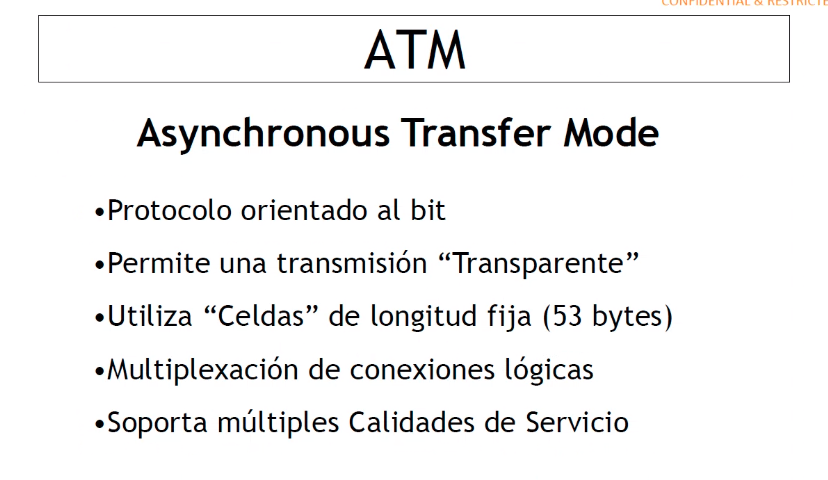 CONFIDENTIAL & RESTRICTE
ATM
Asynchronous Transfer Mode
•Protocolo orientado al bit
•Permite una transmisión “Transparente”
•Utiliza “Celdas” de longitud fija (53 bytes)
•Multiplexación de conexiones lógicas
•Soporta múltiples Calidades de Servicio